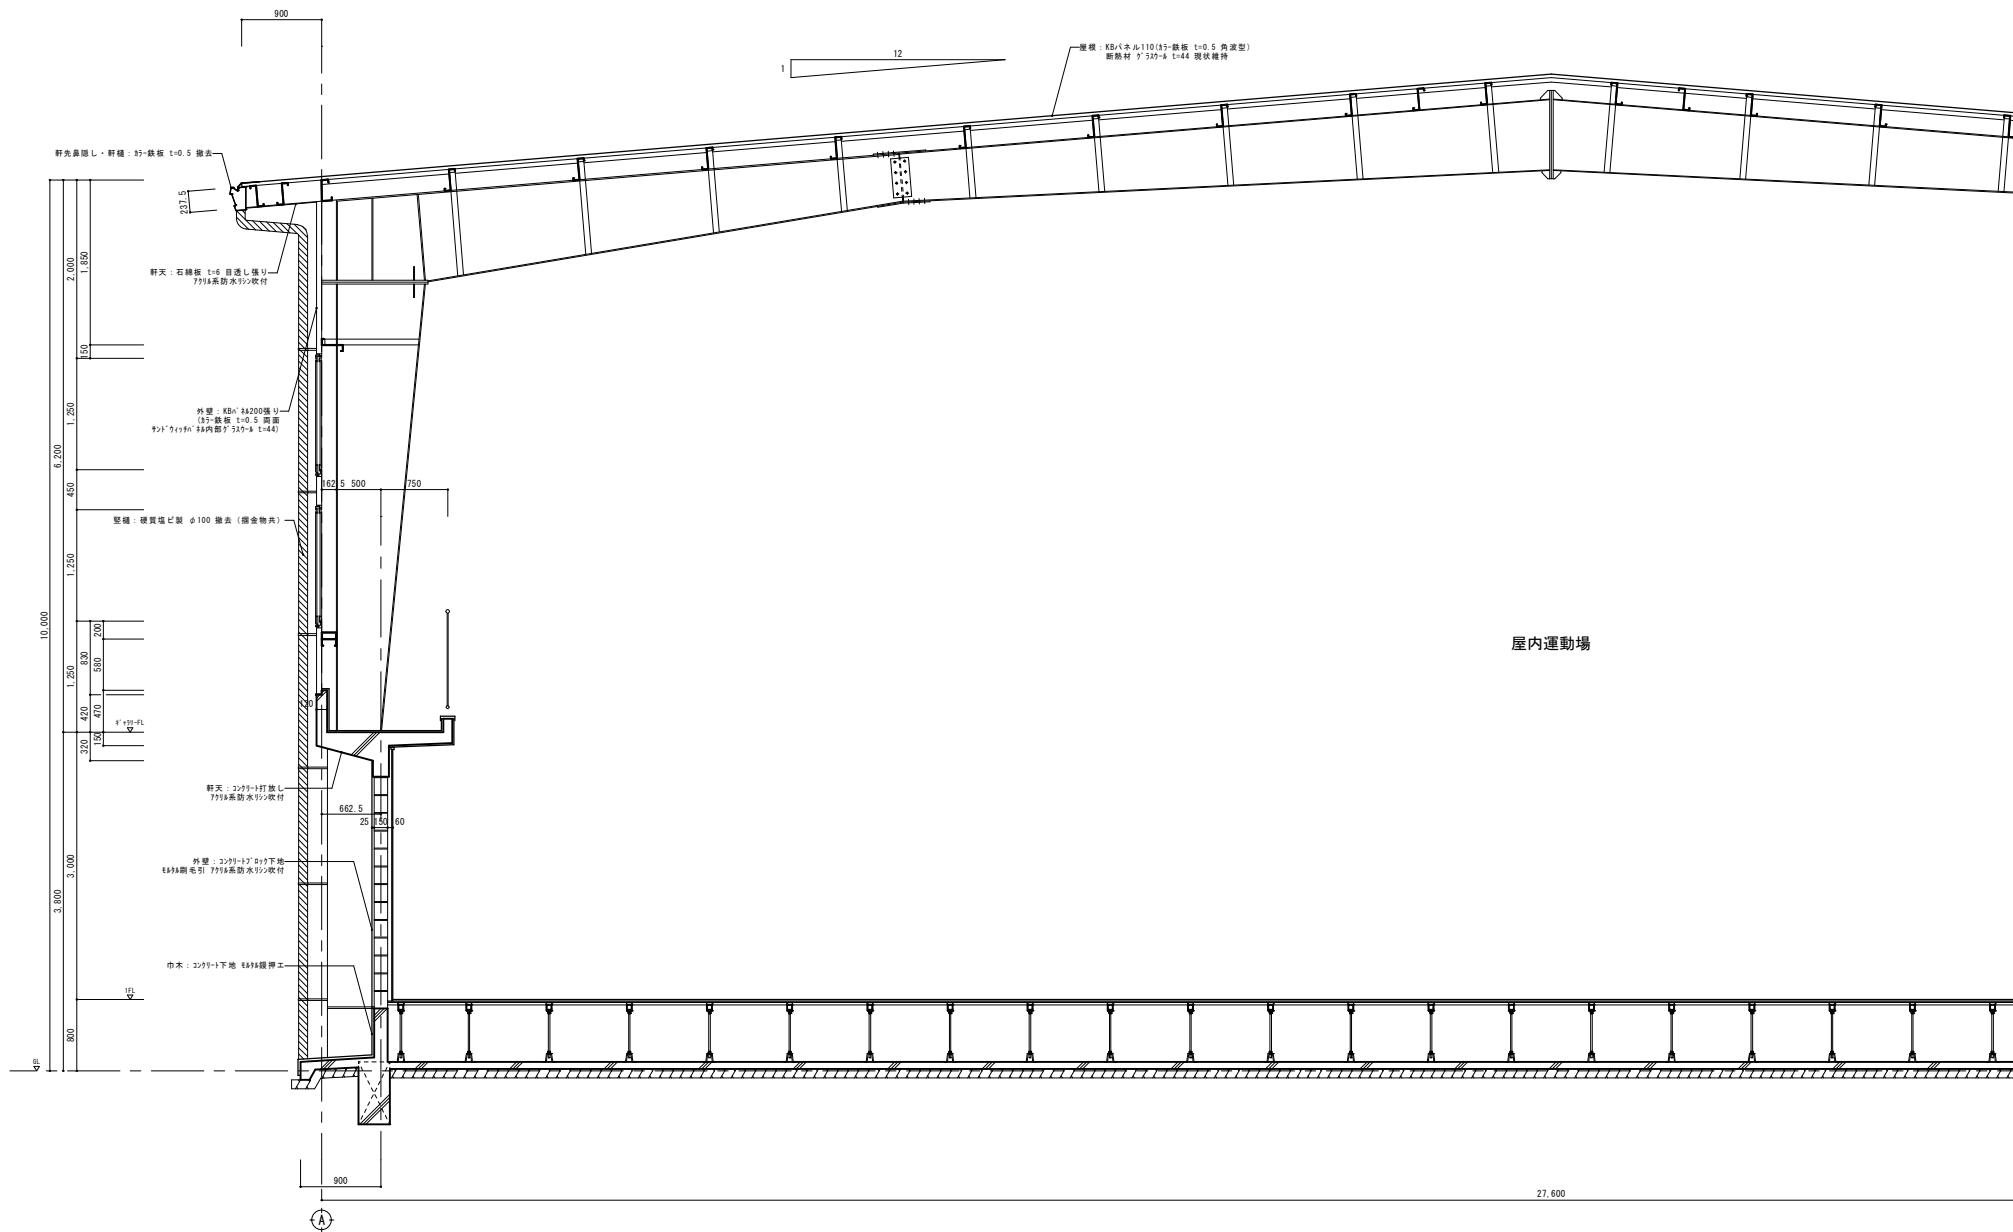 900
12
1
屋根：KBパネル110(ｶﾗｰ鉄板 t=0.5 角波型)
断熱材 ｸﾞﾗｽｳｰﾙ t=44 現状維持
軒先鼻隠し・軒樋：ｶﾗｰ鉄板 t=0.5 撤去
237.5
軒天：石綿板 t=6 目透し張り
ｱｸﾘﾙ系防水ﾘｼﾝ吹付
2,000
1,850
150
外壁：KBﾊﾟﾈﾙ200張り
(ｶﾗｰ鉄板 t=0.5 両面
ｻﾝﾄﾞｳｨｯﾁﾊﾟﾈﾙ内部ｸﾞﾗｽｳｰﾙ t=44)
1,250
6,200
450
162.5
500
750
竪樋：硬質塩ビ製 φ100 撤去（掴金物共）
1,250
10,000
屋内運動場
200
830
580
1,250
420
470
120
ｷﾞｬﾗﾘｰFL
320
150
軒天：ｺﾝｸﾘｰﾄ打放し
ｱｸﾘﾙ系防水ﾘｼﾝ吹付
662.5
25
150
60
外壁：ｺﾝｸﾘｰﾄﾌﾞﾛｯｸ下地
ﾓﾙﾀﾙ刷毛引 ｱｸﾘﾙ系防水ﾘｼﾝ吹付
3,000
3,800
巾木：ｺﾝｸﾘｰﾄ下地 ﾓﾙﾀﾙ鏝押エ
1FL
800
GL
900
27,600
A